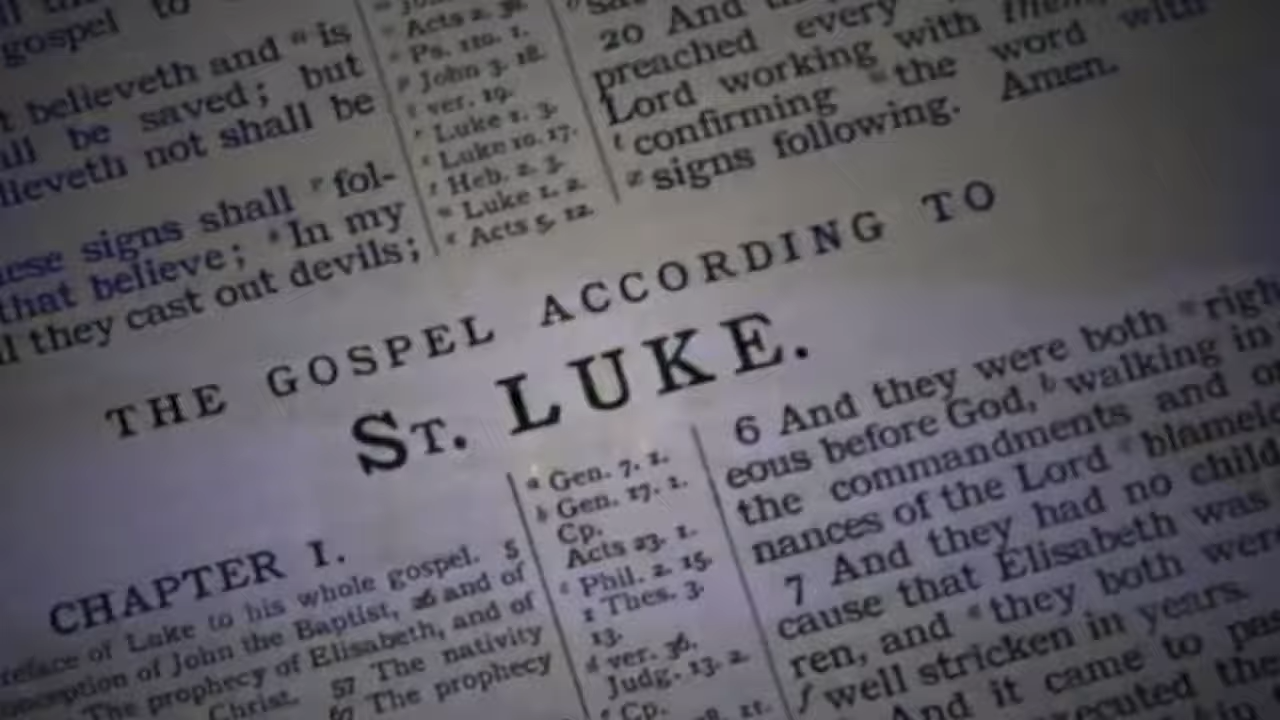 gospel to
believeth and ⁿ is
be saved; but
not shall be
signs shall ʳ fol-
that believe; ˢ In my
they cast out devils;
Acts 2. 38.
Ps. 110. 1.
ᵖ John 3. 18.
ver. 19.
ʳ Luke 1. 3.
ˢ Luke 10. 17.
ᵗ Heb. 2. 3.
ᵘ Luke 1. 2.
ˣ Acts 5. 12.
20 And
preached every
Lord working with them,
ᵗ confirming ᵘ the word with
ˣ signs following. Amen.
THE GOSPEL ACCORDING TO
ST. LUKE.
CHAPTER I.
of Luke to his whole gospel. 5
of John the Baptist, 26 and of
The prophecy of Elisabeth, and of
Christ. 57 The nativity
The prophecy
ᵃ Gen. 7. 1.
ᵇ Gen. 17. 1.
Cp.
Acts 23. 1.
ᶜ Phil. 2. 15.
1 Thes. 3.
13.
ᵈ ver. 36.
Judg. 13. 2.
ᵉ Cp.
6 And they were both ᵃ right
eous before God, ᵇ walking in
the commandments and
nances of the Lord ᶜ blamel
7 And they had no child
cause that Elisabeth was
ren, and ᵉ they both were
ᶠ well stricken in years.
And it came to pas